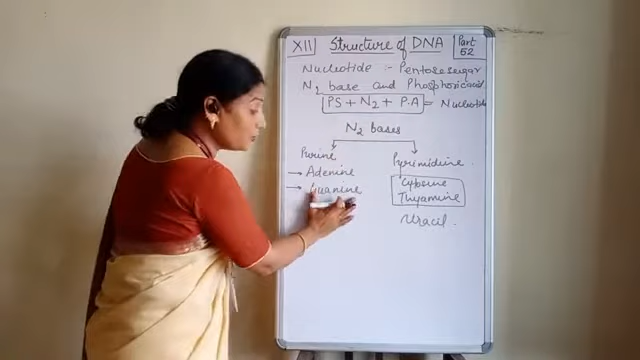 XII Structure of DNA Part 62
Nucleotide :- Pentose sugar
N2 base and Phosphoric acid
PS + N2 + P.A = Nucleotide
N2 bases
Purine
→ Adenine
→ Guanine
Pyrimidine
Cytosine
Thyamine
Uracil.